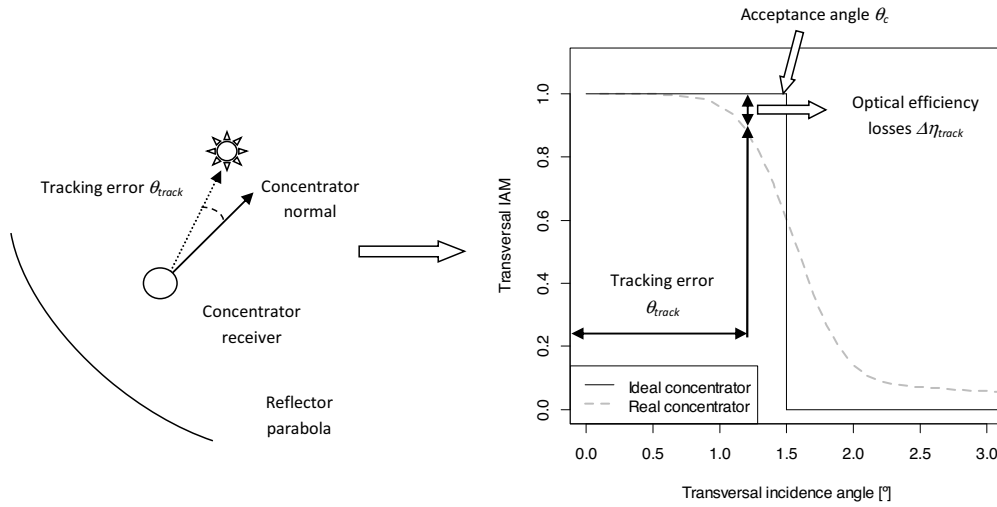 Tracking error θtrack
Concentrator
normal
Concentrator
receiver
Reflector
parabola
Acceptance angle θc
Optical efficiency
losses Δηtrack
Tracking error
θtrack
Transversal IAM
1.0
0.8
0.6
0.4
0.2
0.0
Ideal concentrator
Real concentrator
0.0 0.5 1.0 1.5 2.0 2.5 3.0
Transversal incidence angle [º]